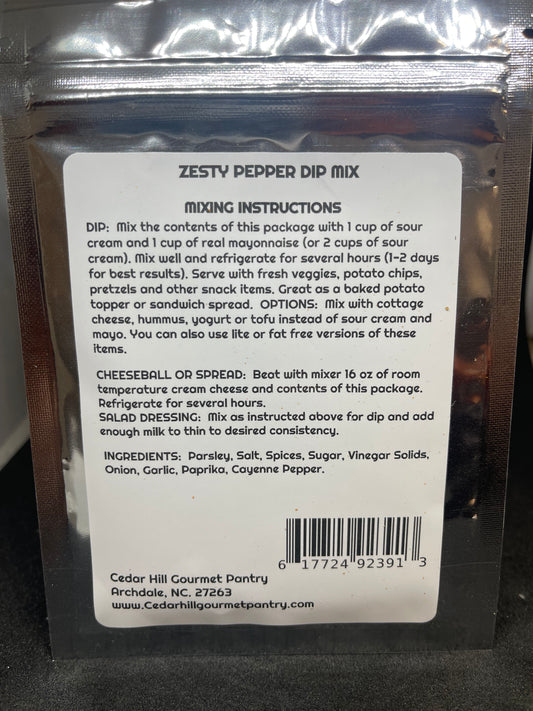 ZESTY PEPPER DIP MIX
MIXING INSTRUCTIONS
DIP: Mix the contents of this package with 1 cup of sour
cream and 1 cup of real mayonnaise (or 2 cups of sour
cream). Mix well and refrigerate for several hours (1-2 days
for best results). Serve with fresh veggies, potato chips,
pretzels and other snack items. Great as a baked potato
topper or sandwich spread. OPTIONS: Mix with cottage
cheese, hummus, yogurt or tofu instead of sour cream and
mayo. You can also use lite or fat free versions of these
items.
CHEESEBALL OR SPREAD: Beat with mixer 16 oz of room
temperature cream cheese and contents of this package.
Refrigerate for several hours.
SALAD DRESSING: Mix as instructed above for dip and add
enough milk to thin to desired consistency.
INGREDIENTS: Parsley, Salt, Spices, Sugar, Vinegar Solids,
Onion, Garlic, Paprika, Cayenne Pepper.
6 17724 92391 3
Cedar Hill Gourmet Pantry
Archdale, NC. 27263
www.Cedarhillgourmetpantry.com